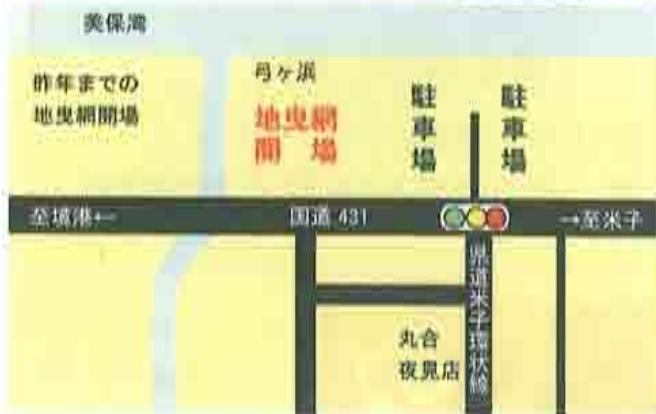 美保湾
昨年までの
地曳網開場
弓ヶ浜
地曳網
開場
駐車場
駐車場
至境港←
国道 431
→至米子
県道米子環状線
丸合
夜見店